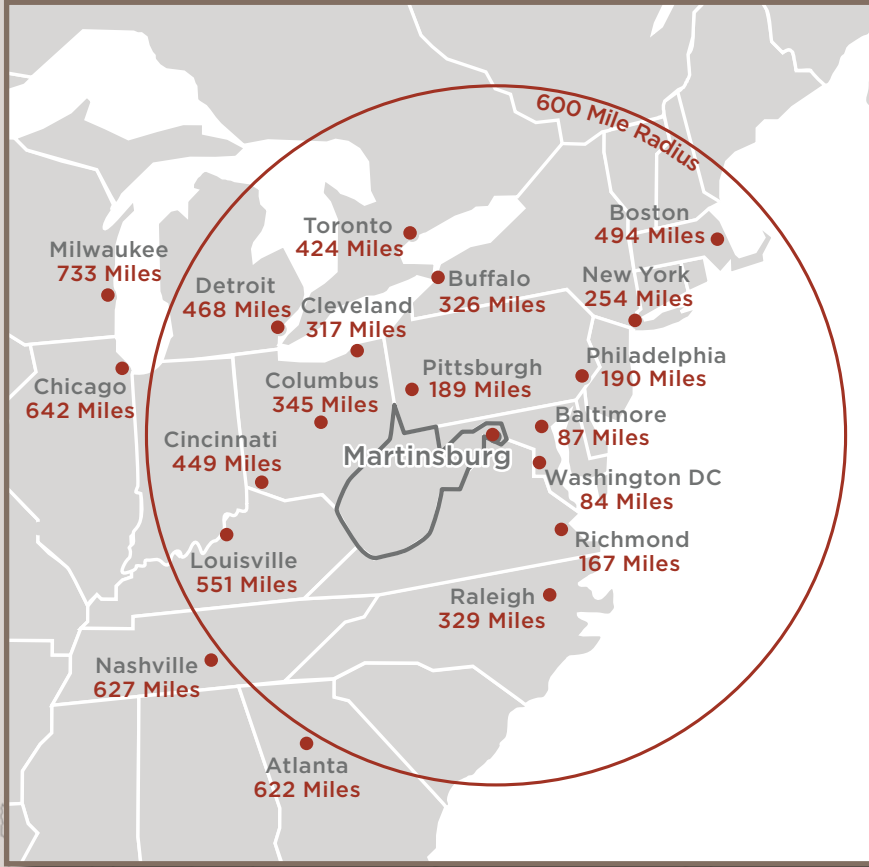 600 Mile Radius
Boston
494 Miles
Toronto
424 Miles
Milwaukee
733 Miles
Detroit
468 Miles
Buffalo
326 Miles
New York
254 Miles
Cleveland
317 Miles
Chicago
642 Miles
Columbus
345 Miles
Pittsburgh
189 Miles
Philadelphia
190 Miles
Baltimore
87 Miles
Cincinnati
449 Miles
Martinsburg
Washington DC
84 Miles
Louisville
551 Miles
Richmond
167 Miles
Raleigh
329 Miles
Nashville
627 Miles
Atlanta
622 Miles